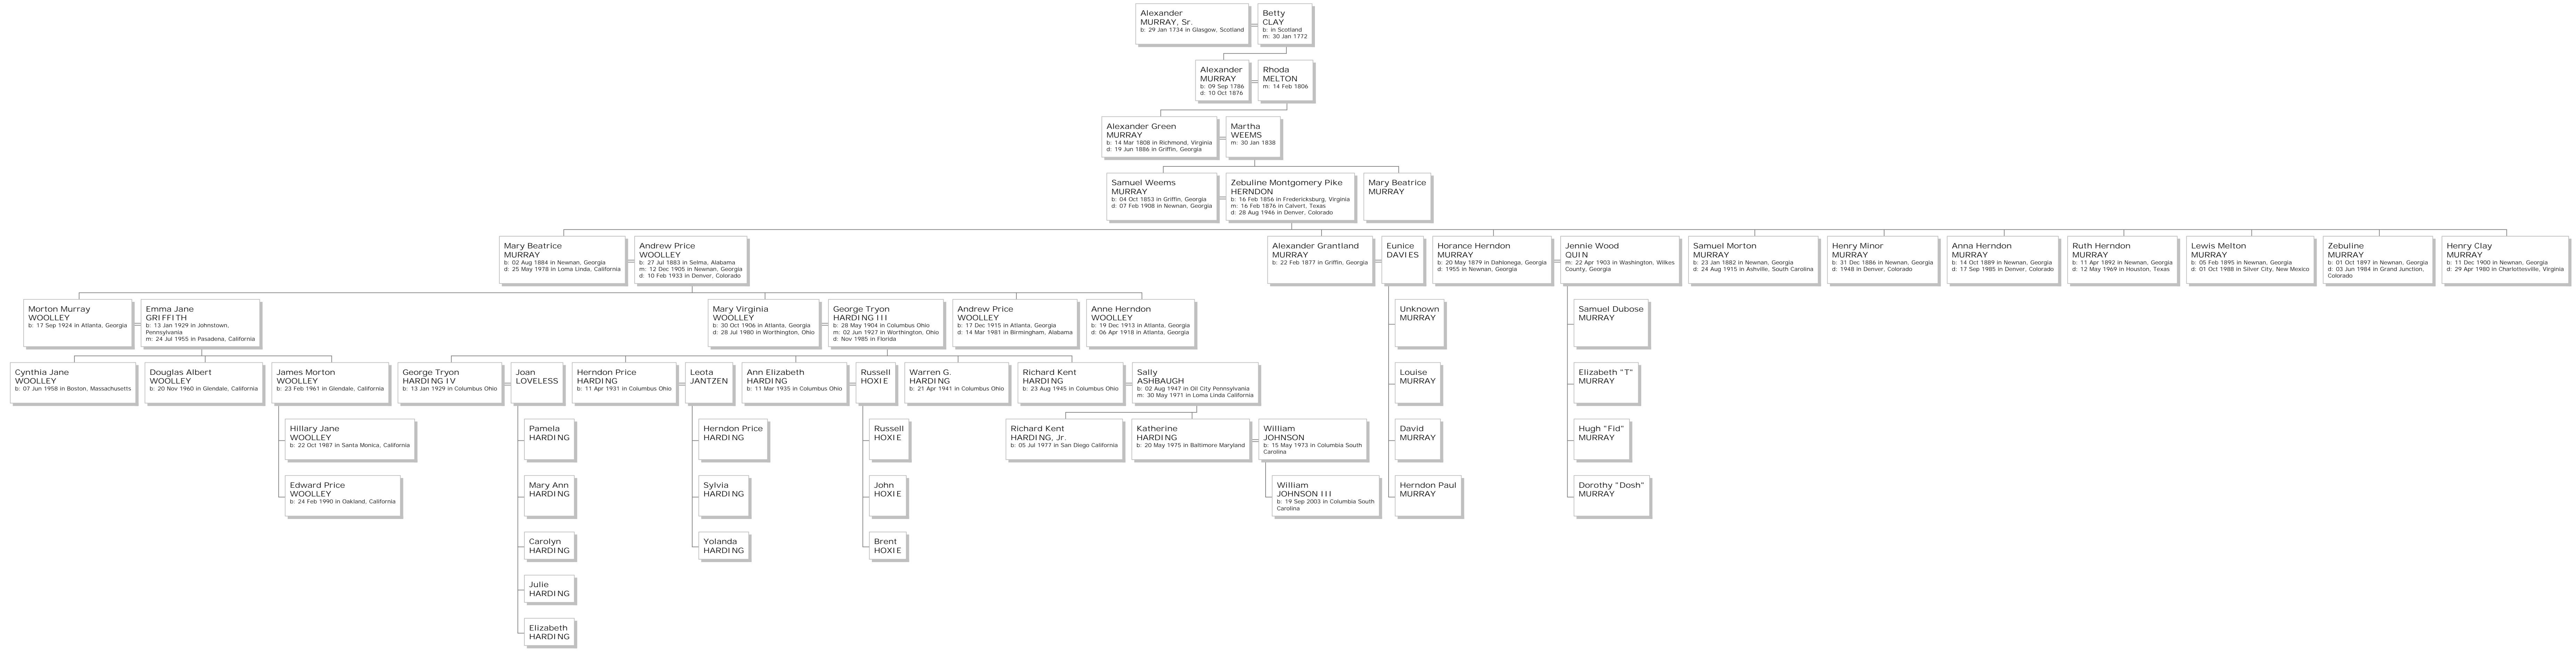 Alexander
MURRAY, Sr.
b: 29 Jan 1734 in Glasgow, Scotland
Betty
CLAY
b: in Scotland
m: 30 Jan 1772
Alexander
MURRAY
b: 09 Sep 1786
d: 10 Oct 1876
Rhoda
MELTON
m: 14 Feb 1806
Alexander Green
MURRAY
b: 14 Mar 1808 in Richmond, Virginia
d: 19 Jun 1886 in Griffin, Georgia
Martha
WEEMS
m: 30 Jan 1838
Samuel Weems
MURRAY
b: 04 Oct 1853 in Griffin, Georgia
d: 07 Feb 1908 in Newnan, Georgia
Zebuline Montgomery Pike
HERNDON
b: 16 Feb 1856 in Fredericksburg, Virginia
m: 16 Feb 1876 in Calvert, Texas
d: 28 Aug 1946 in Denver, Colorado
Mary Beatrice
MURRAY
Mary Beatrice
MURRAY
b: 02 Aug 1884 in Newnan, Georgia
d: 25 May 1978 in Loma Linda, California
Andrew Price
WOOLLEY
b: 27 Jul 1883 in Selma, Alabama
m: 12 Dec 1905 in Newnan, Georgia
d: 10 Feb 1933 in Denver, Colorado
Alexander Grantland
MURRAY
b: 22 Feb 1877 in Griffin, Georgia
Eunice
DAVIES
Horance Herndon
MURRAY
b: 20 May 1879 in Dahlonega, Georgia
d: 1955 in Newnan, Georgia
Jennie Wood
QUIN
m: 22 Apr 1903 in Washington, Wilkes
County, Georgia
Samuel Morton
MURRAY
b: 23 Jan 1882 in Newnan, Georgia
d: 24 Aug 1915 in Ashville, South Carolina
Henry Minor
MURRAY
b: 31 Dec 1886 in Newnan, Georgia
d: 1948 in Denver, Colorado
Anna Herndon
MURRAY
b: 14 Oct 1889 in Newnan, Georgia
d: 17 Sep 1985 in Denver, Colorado
Ruth Herndon
MURRAY
b: 11 Apr 1892 in Newnan, Georgia
d: 12 May 1969 in Houston, Texas
Lewis Melton
MURRAY
b: 05 Feb 1895 in Newnan, Georgia
d: 01 Oct 1988 in Silver City, New Mexico
Zebuline
MURRAY
b: 01 Oct 1897 in Newnan, Georgia
d: 03 Jun 1984 in Grand Junction,
Colorado
Henry Clay
MURRAY
b: 11 Dec 1900 in Newnan, Georgia
d: 29 Apr 1980 in Charlottesville, Virginia
Morton Murray
WOOLLEY
b: 17 Sep 1924 in Atlanta, Georgia
Emma Jane
GRIFFITH
b: 13 Jan 1929 in Johnstown,
Pennsylvania
m: 24 Jul 1955 in Pasadena, California
Mary Virginia
WOOLLEY
b: 30 Oct 1906 in Atlanta, Georgia
d: 28 Jul 1980 in Worthington, Ohio
George Tryon
HARDING III
b: 28 May 1904 in Columbus Ohio
m: 02 Jun 1927 in Worthington, Ohio
d: Nov 1985 in Florida
Andrew Price
WOOLLEY
b: 17 Dec 1915 in Atlanta, Georgia
d: 14 Mar 1981 in Birmingham, Alabama
Anne Herndon
WOOLLEY
b: 19 Dec 1913 in Atlanta, Georgia
d: 06 Apr 1918 in Atlanta, Georgia
Unknown
MURRAY
Samuel Dubose
MURRAY
Cynthia Jane
WOOLLEY
b: 07 Jun 1958 in Boston, Massachusetts
Douglas Albert
WOOLLEY
b: 20 Nov 1960 in Glendale, California
James Morton
WOOLLEY
b: 23 Feb 1961 in Glendale, California
George Tryon
HARDING IV
b: 13 Jan 1929 in Columbus Ohio
Joan
LOVELESS
Herndon Price
HARDING
b: 11 Apr 1931 in Columbus Ohio
Leota
JANTZEN
Ann Elizabeth
HARDING
b: 11 Mar 1935 in Columbus Ohio
Russell
HOXIE
Warren G.
HARDING
b: 21 Apr 1941 in Columbus Ohio
Richard Kent
HARDING
b: 23 Aug 1945 in Columbus Ohio
Sally
ASHBAUGH
b: 02 Aug 1947 in Oil City Pennsylvania
m: 30 May 1971 in Loma Linda California
Louise
MURRAY
Elizabeth "T"
MURRAY
Hillary Jane
WOOLLEY
b: 22 Oct 1987 in Santa Monica, California
Pamela
HARDING
Herndon Price
HARDING
Russell
HOXIE
Richard Kent
HARDING, Jr.
b: 05 Jul 1977 in San Diego California
Katherine
HARDING
b: 20 May 1975 in Baltimore Maryland
William
JOHNSON
b: 15 May 1973 in Columbia South
Carolina
David
MURRAY
Hugh "Fid"
MURRAY
Edward Price
WOOLLEY
b: 24 Feb 1990 in Oakland, California
Mary Ann
HARDING
Sylvia
HARDING
John
HOXIE
William
JOHNSON III
b: 19 Sep 2003 in Columbia South
Carolina
Herndon Paul
MURRAY
Dorothy "Dosh"
MURRAY
Carolyn
HARDING
Yolanda
HARDING
Brent
HOXIE
Julie
HARDING
Elizabeth
HARDING